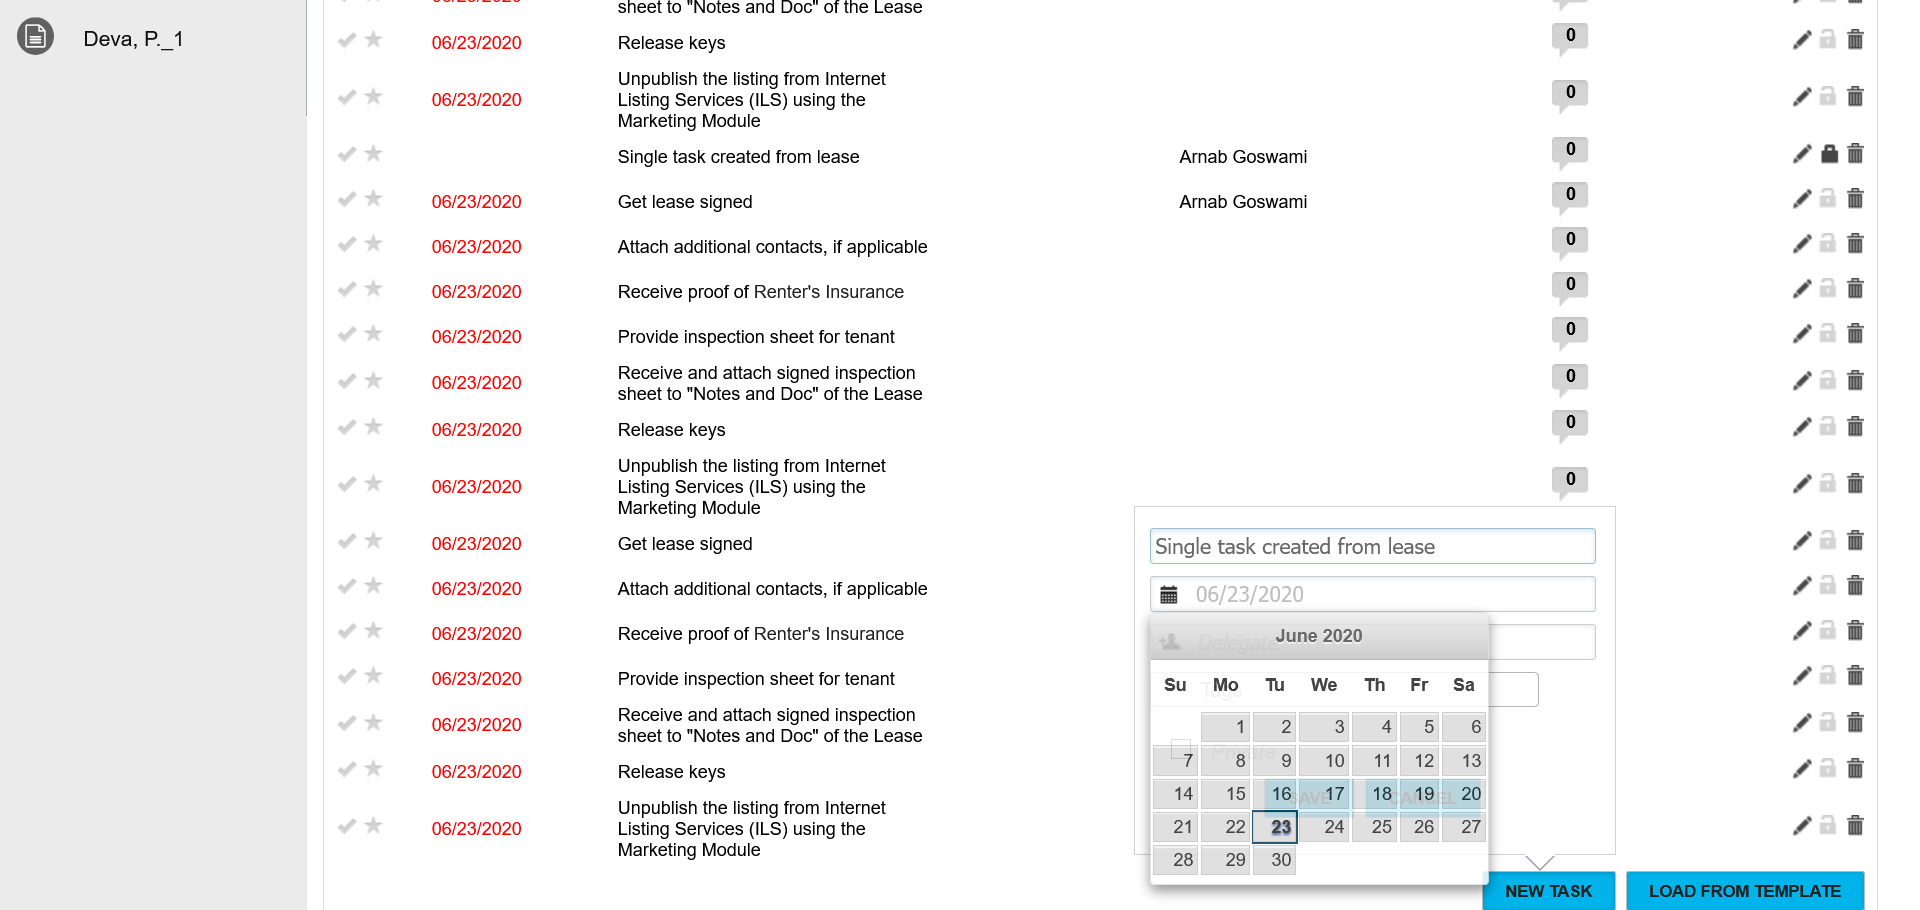 sheet to "Notes and Doc" of the Lease
Deva, P._1
06/23/2020 Release keys 0
Unpublish the listing from Internet
06/23/2020 Listing Services (ILS) using the 0
Marketing Module
Single task created from lease Arnab Goswami 0
06/23/2020 Get lease signed Arnab Goswami 0
06/23/2020 Attach additional contacts, if applicable 0
06/23/2020 Receive proof of Renter's Insurance 0
06/23/2020 Provide inspection sheet for tenant 0
Receive and attach signed inspection
06/23/2020 sheet to "Notes and Doc" of the Lease 0
06/23/2020 Release keys 0
Unpublish the listing from Internet
06/23/2020 Listing Services (ILS) using the 0
Marketing Module
06/23/2020 Get lease signed
06/23/2020 Attach additional contacts, if applicable
06/23/2020 Receive proof of Renter's Insurance
06/23/2020 Provide inspection sheet for tenant
Receive and attach signed inspection
06/23/2020 sheet to "Notes and Doc" of the Lease
06/23/2020 Release keys
Unpublish the listing from Internet
06/23/2020 Listing Services (ILS) using the
Marketing Module
Single task created from lease
06/23/2020
Delegate
June 2020
Tags
Private
SAVE CANCEL
Su Mo Tu We Th Fr Sa
1 2 3 4 5 6
7 8 9 10 11 12 13
14 15 16 17 18 19 20
21 22 23 24 25 26 27
28 29 30
NEW TASK LOAD FROM TEMPLATE